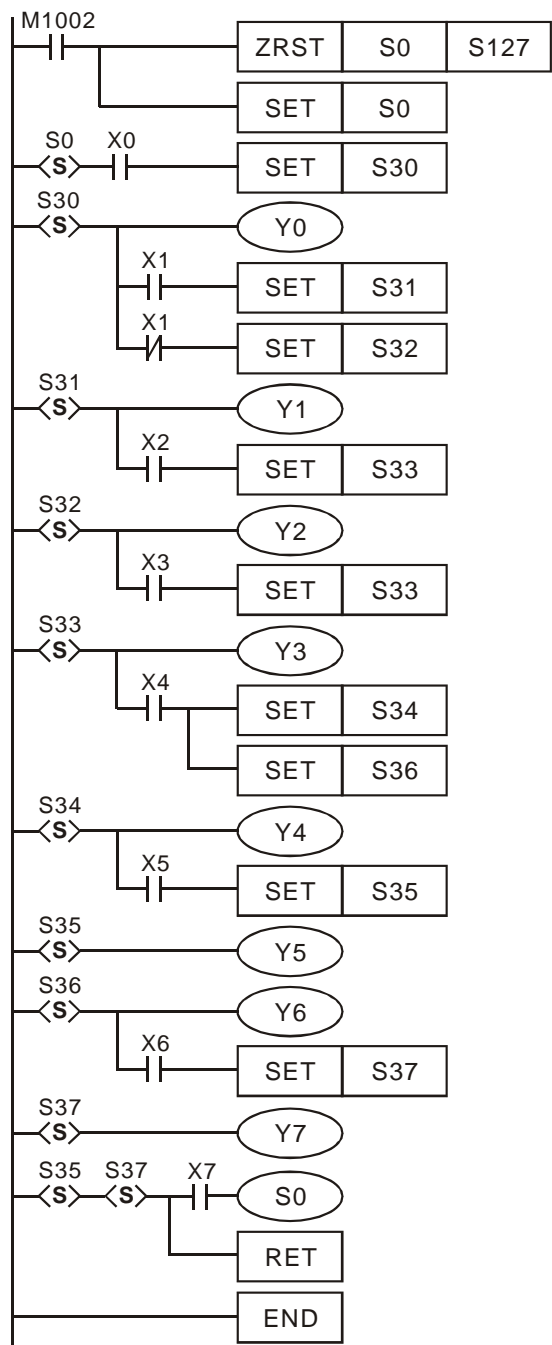 M1002
ZRST S0 S127
SET S0
S0 X0
S SET S30
S30
S Y0
X1
SET S31
X1
SET S32
S31
S Y1
X2
SET S33
S32
S Y2
X3
SET S33
S33
S Y3
X4
SET S34
SET S36
S34
S Y4
X5
SET S35
S35
S Y5
S36
S Y6
X6
SET S37
S37
S Y7
S35 S37 X7
S S S0
RET
END